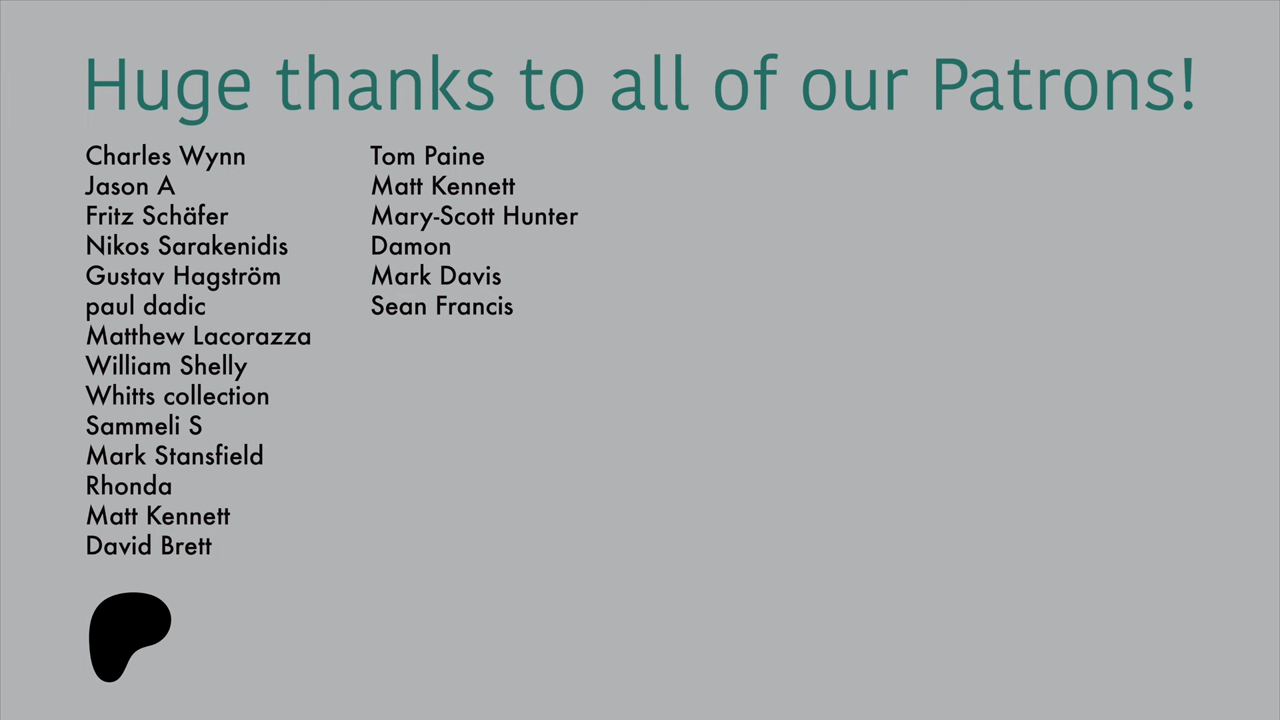 Huge thanks to all of our Patrons!
Charles Wynn
Jason A
Fritz Schäfer
Nikos Sarakenidis
Gustav Hagström
paul dadic
Matthew Lacorazza
William Shelly
Whitts collection
Sammeli S
Mark Stansfield
Rhonda
Matt Kennett
David Brett
Tom Paine
Matt Kennett
Mary-Scott Hunter
Damon
Mark Davis
Sean Francis